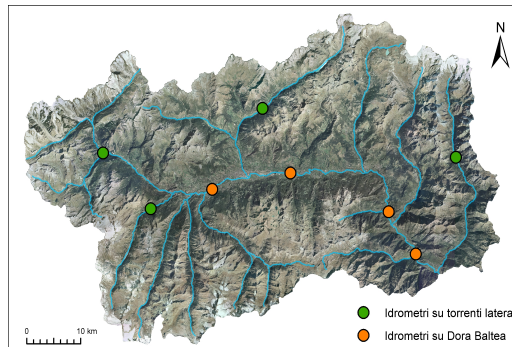 N
Idrometri su torrenti latera
Idrometri su Dora Baltea
0 10 km